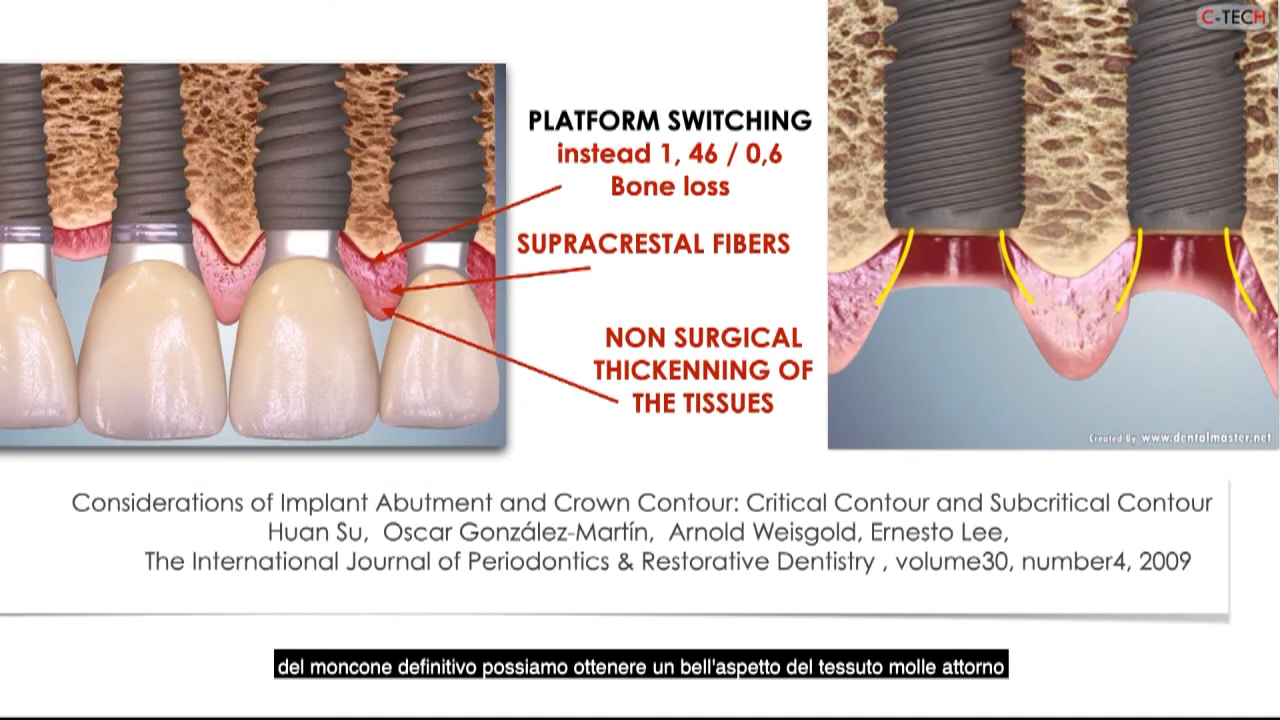 C-TECH
PLATFORM SWITCHING
instead 1, 46 / 0,6
Bone loss
SUPRACRESTAL FIBERS
NON SURGICAL
THICKENNING OF
THE TISSUES
Created By www.dentalmaster.net
Considerations of Implant Abutment and Crown Contour: Critical Contour and Subcritical Contour
Huan Su, Oscar González-Martín, Arnold Weisgold, Ernesto Lee,
The International Journal of Periodontics & Restorative Dentistry , volume30, number4, 2009
del moncone definitivo possiamo ottenere un bell'aspetto del tessuto molle attorno